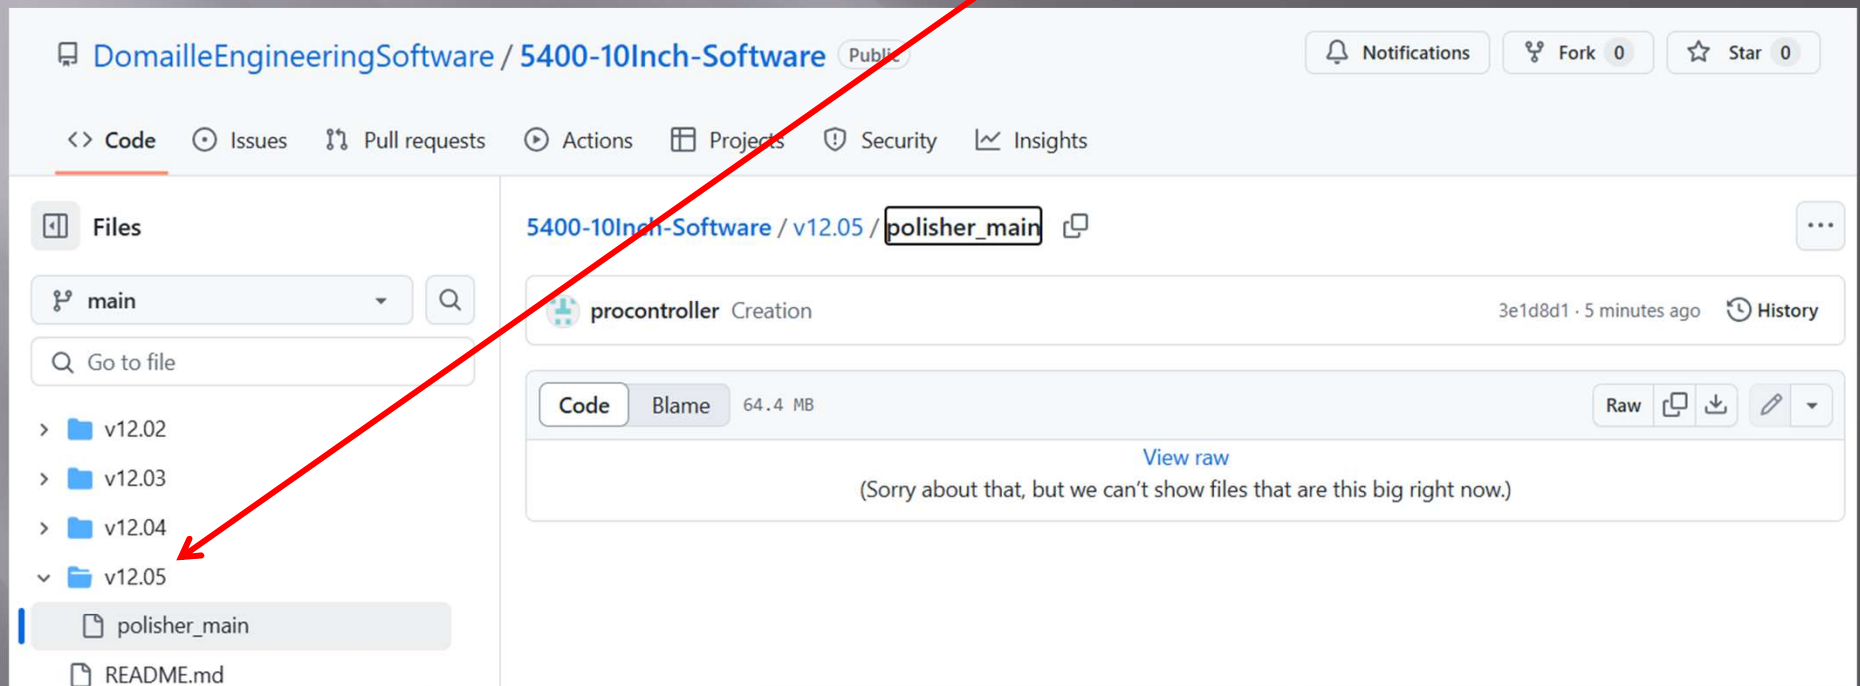 DomailleEngineeringSoftware / 5400-10Inch-Software Public
Notifications Fork 0 Star 0
Code Issues Pull requests Actions Projects Security Insights
Files
main
Go to file
v12.02
v12.03
v12.04
v12.05
polisher_main
README.md
5400-10Inch-Software / v12.05 / polisher_main
procontroller Creation
3e1d8d1 · 5 minutes ago History
Code Blame 64.4 MB
Raw
View raw
(Sorry about that, but we can't show files that are this big right now.)